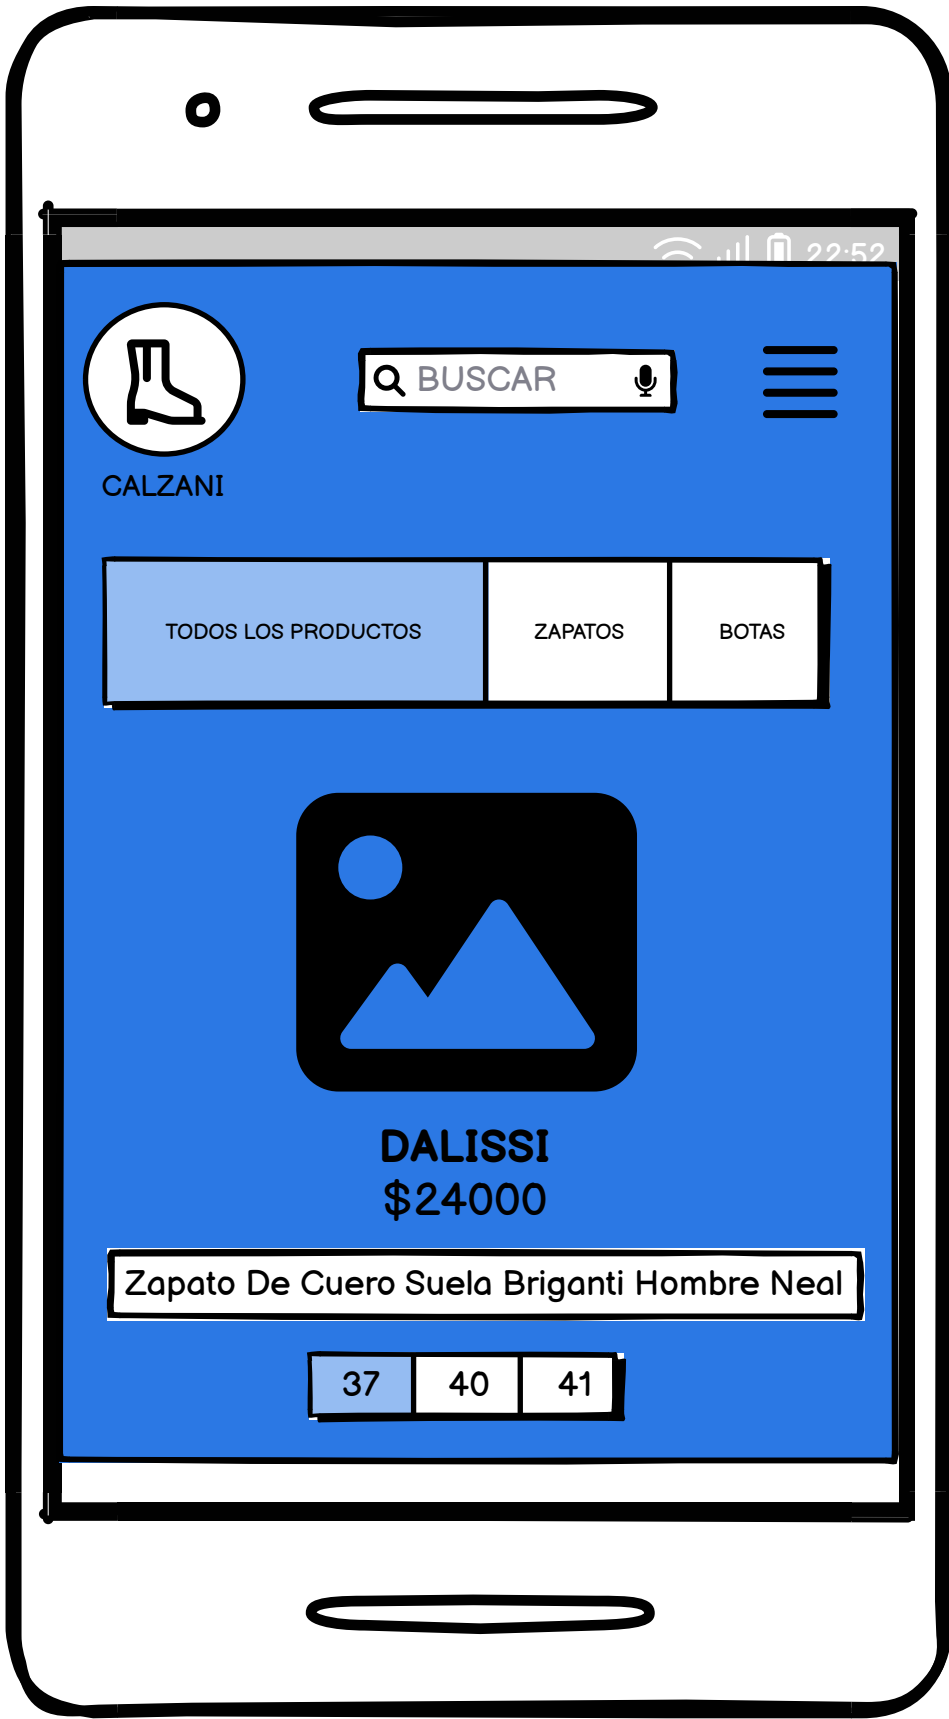 22:52
BUSCAR
CALZANI
TODOS LOS PRODUCTOS ZAPATOS BOTAS
DALISSI
$24000
Zapato De Cuero Suela Briganti Hombre Neal
37 40 41